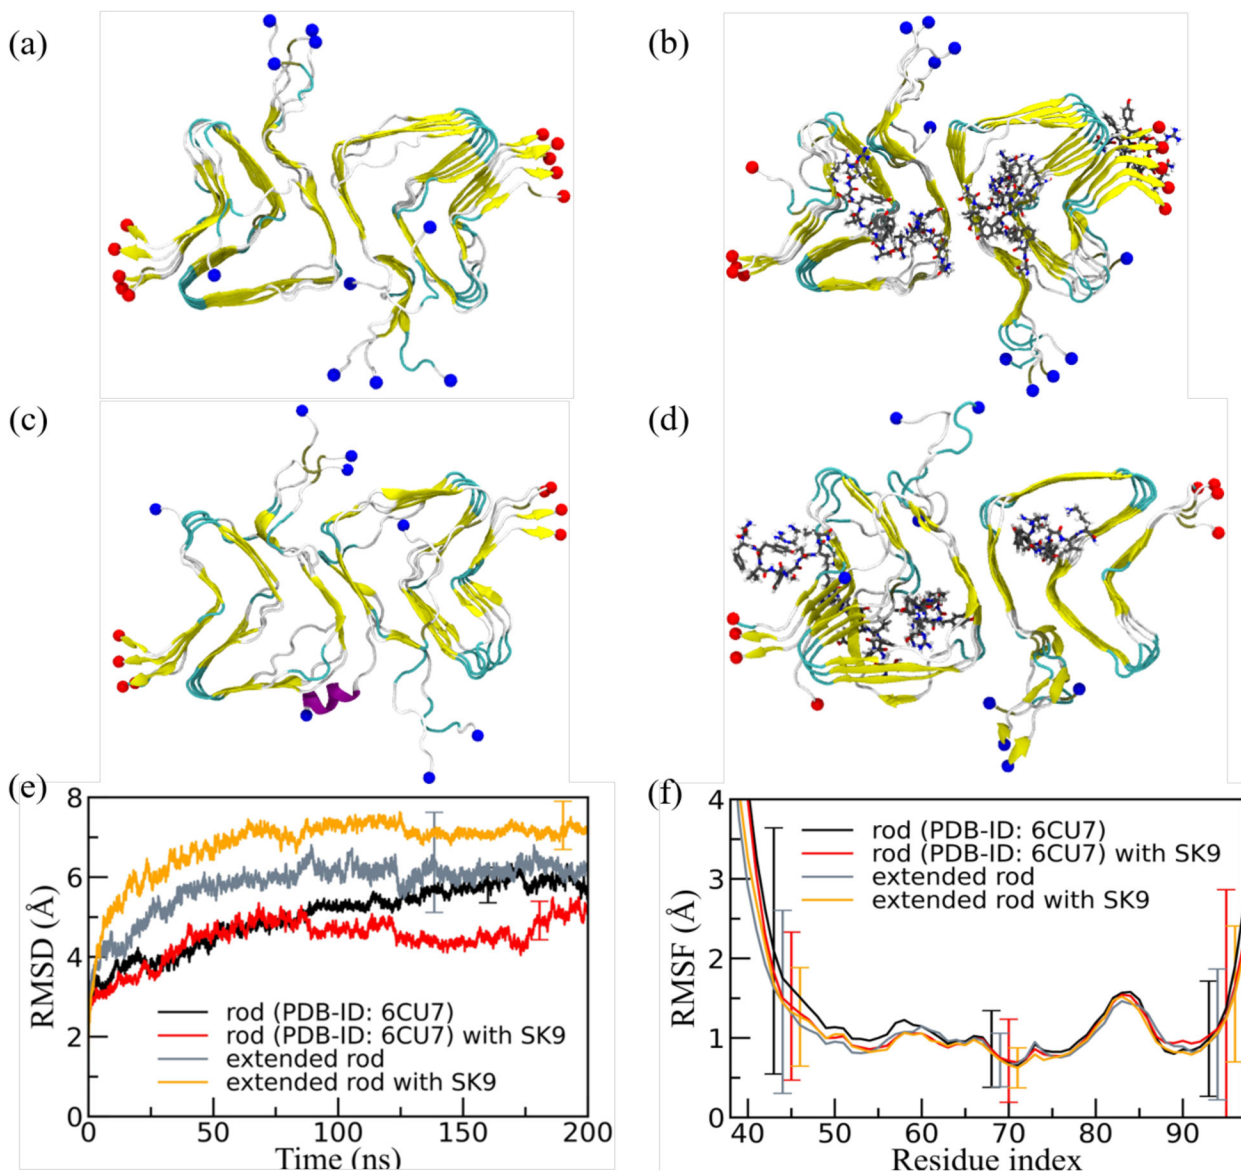 (a)
(b)
(c)
(d)
(e)
8
6
4
2
0
RMSD (Å)
rod (PDB-ID: 6CU7)
rod (PDB-ID: 6CU7) with SK9
extended rod
extended rod with SK9
0
50
100
150
200
Time (ns)
(f)
4
3
2
1
0
RMSF (Å)
rod (PDB-ID: 6CU7)
rod (PDB-ID: 6CU7) with SK9
extended rod
extended rod with SK9
40
50
60
70
80
90
Residue index